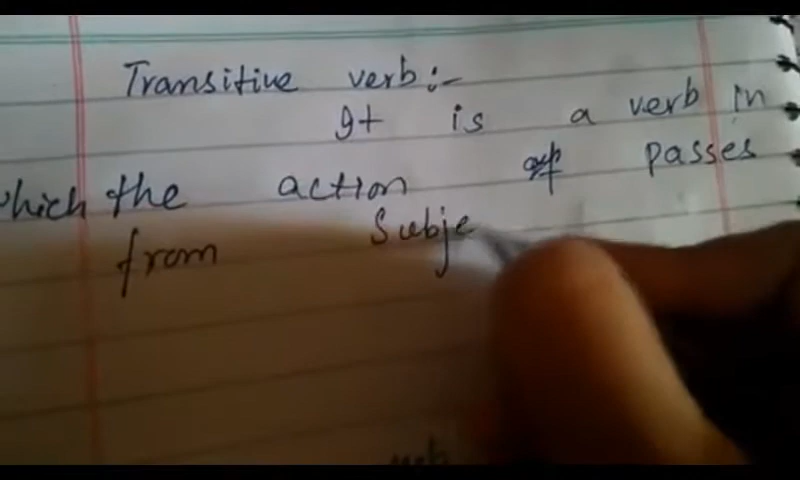 Transitive verb:-
It is a verb in
which the action passes
from Subje